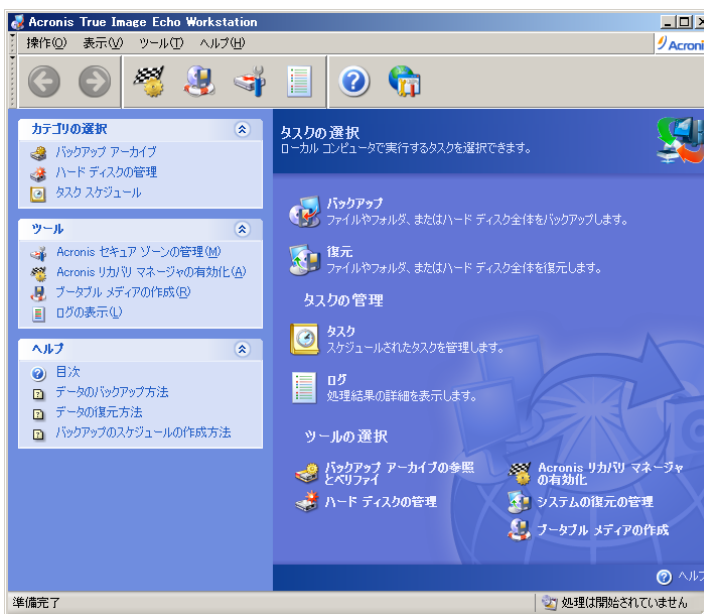 Acronis True Image Echo Workstation
操作(O) 表示(V) ツール(T) ヘルプ(H)
Acroni
カテゴリの選択
バックアップ アーカイブ
ハード ディスクの管理
タスク スケジュール
ツール
Acronis セキュア ゾーンの管理(M)
Acronis リカバリ マネージャの有効化(A)
ブータブル メディアの作成(R)
ログの表示(L)
ヘルプ
目次
データのバックアップ方法
データの復元方法
バックアップのスケジュールの作成方法
タスクの選択
ローカル コンピュータで実行するタスクを選択できます。
バックアップ
ファイルやフォルダ、またはハード ディスク全体をバックアップします。
復元
ファイルやフォルダ、またはハード ディスク全体を復元します。
タスクの管理
タスク
スケジュールされたタスクを管理します。
ログ
処理結果の詳細を表示します。
ツールの選択
バックアップ アーカイブの参照
とベリファイ
ハード ディスクの管理
Acronis リカバリ マネージャ
の有効化
システムの復元の管理
ブータブル メディアの作成
ヘルプ
準備完了
処理は開始されていません